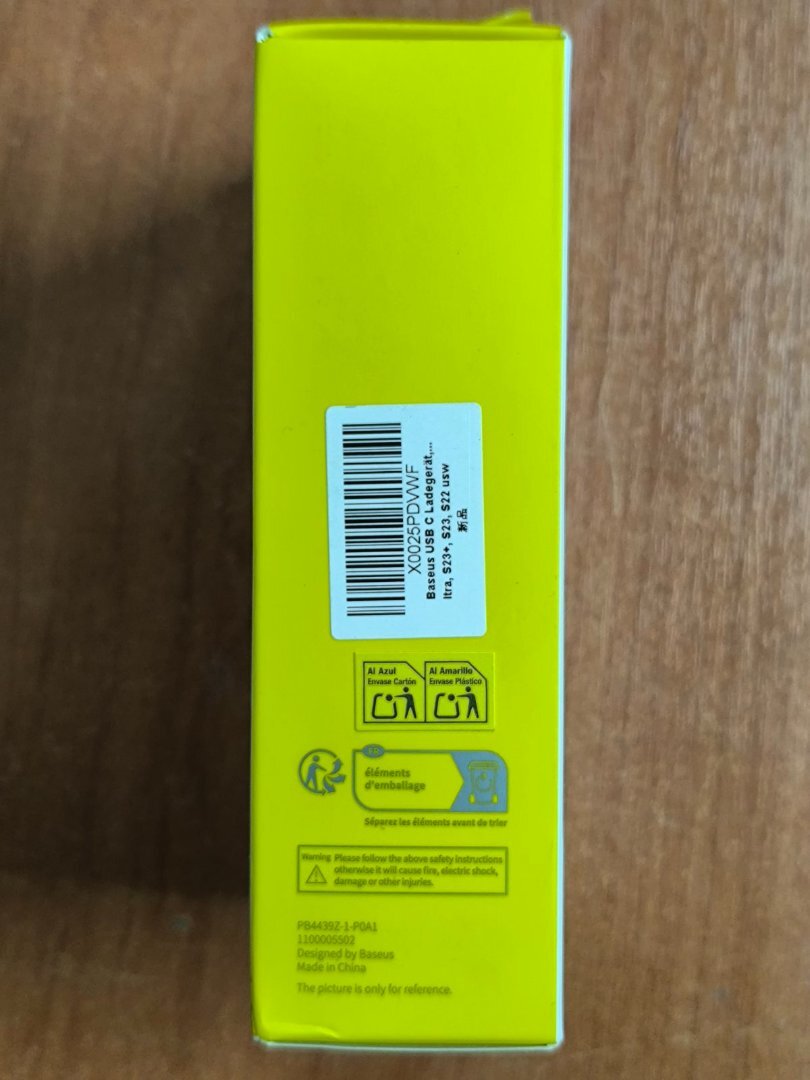 X0025PDVWF
Baseus USB C Ladegerät,...
ltra, S23+, S23, S22 usw
新品
Al Azul
Envase Cartón
Al Amarillo
Envase Plástico
FR
éléments
d'emballage
Séparez les éléments avant de trier
Warning Please follow the above safety instructions
otherwise it will cause fire, electric shock,
damage or other injuries.
PB4439Z-1-P0A1
1100005502
Designed by Baseus
Made in China
The picture is only for reference.